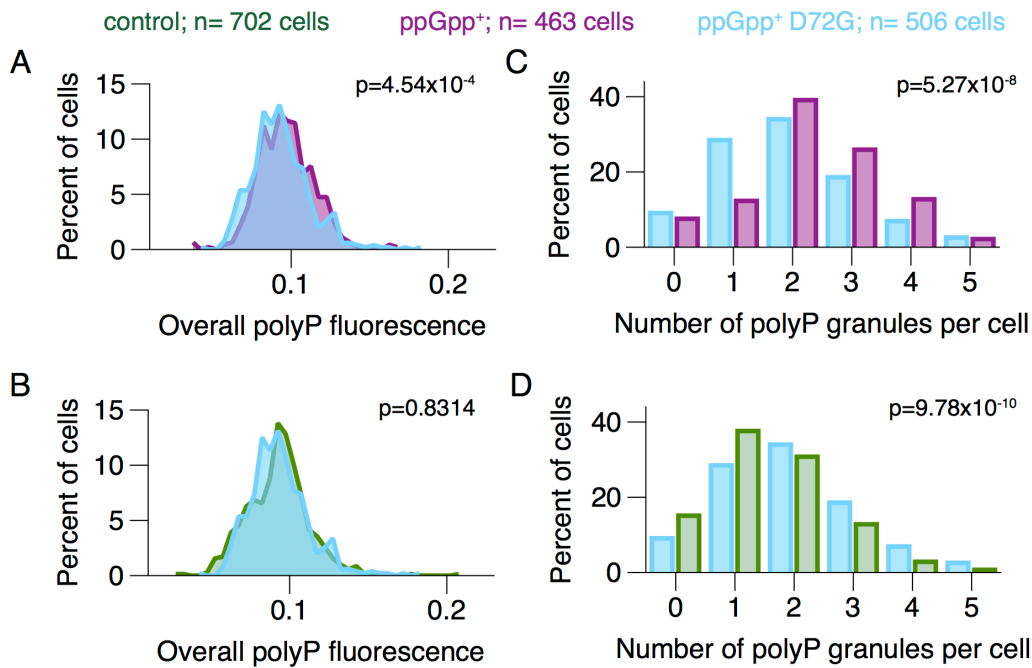 control; n= 702 cells
ppGpp⁺; n= 463 cells
ppGpp⁺ D72G; n= 506 cells
A
p=4.54x10⁻⁴
Percent of cells
15
10
5
0
0.1
0.2
Overall polyP fluorescence
C
p=5.27x10⁻⁸
Percent of cells
40
20
0
0 1 2 3 4 5
Number of polyP granules per cell
B
p=0.8314
Percent of cells
15
10
5
0
0.1
0.2
Overall polyP fluorescence
D
p=9.78x10⁻¹⁰
Percent of cells
40
20
0
0 1 2 3 4 5
Number of polyP granules per cell